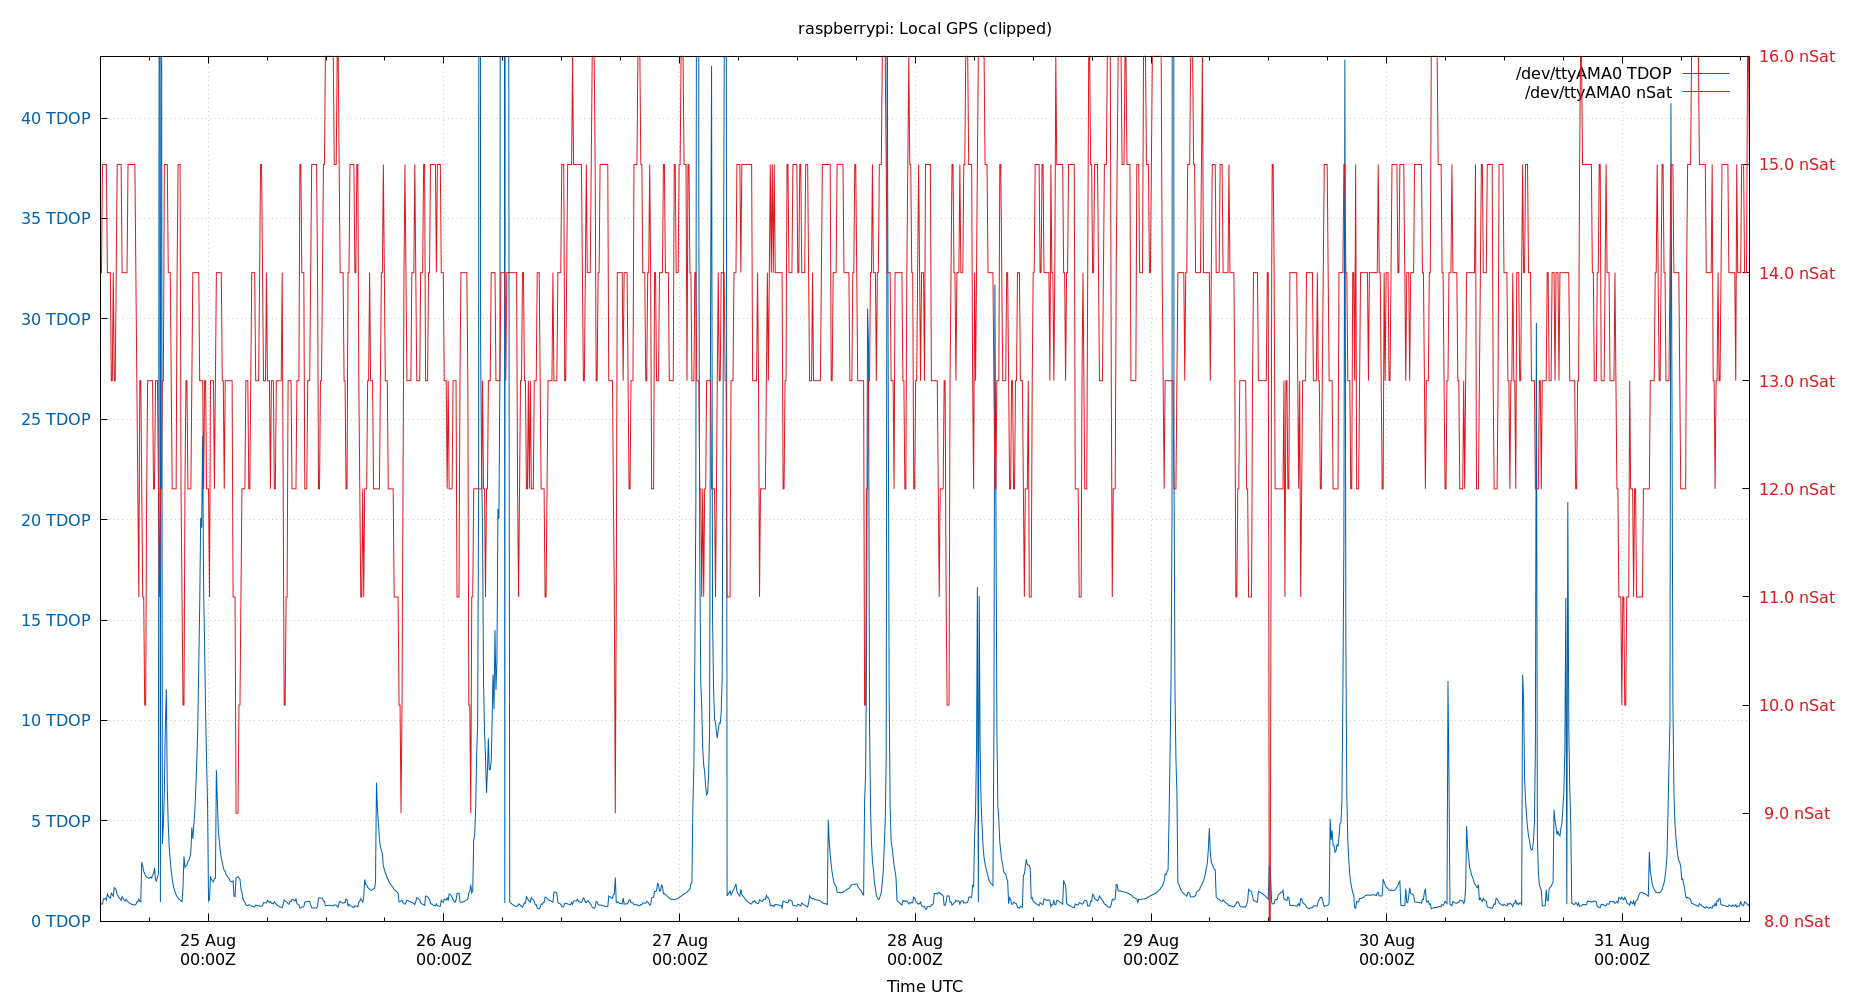 raspberrypi: Local GPS (clipped)
/dev/ttyAMA0 TDOP
/dev/ttyAMA0 nSat
40 TDOP
35 TDOP
30 TDOP
25 TDOP
20 TDOP
15 TDOP
10 TDOP
5 TDOP
0 TDOP
16.0 nSat
15.0 nSat
14.0 nSat
13.0 nSat
12.0 nSat
11.0 nSat
10.0 nSat
9.0 nSat
8.0 nSat
25 Aug
00:00Z
26 Aug
00:00Z
27 Aug
00:00Z
28 Aug
00:00Z
29 Aug
00:00Z
30 Aug
00:00Z
31 Aug
00:00Z
Time UTC